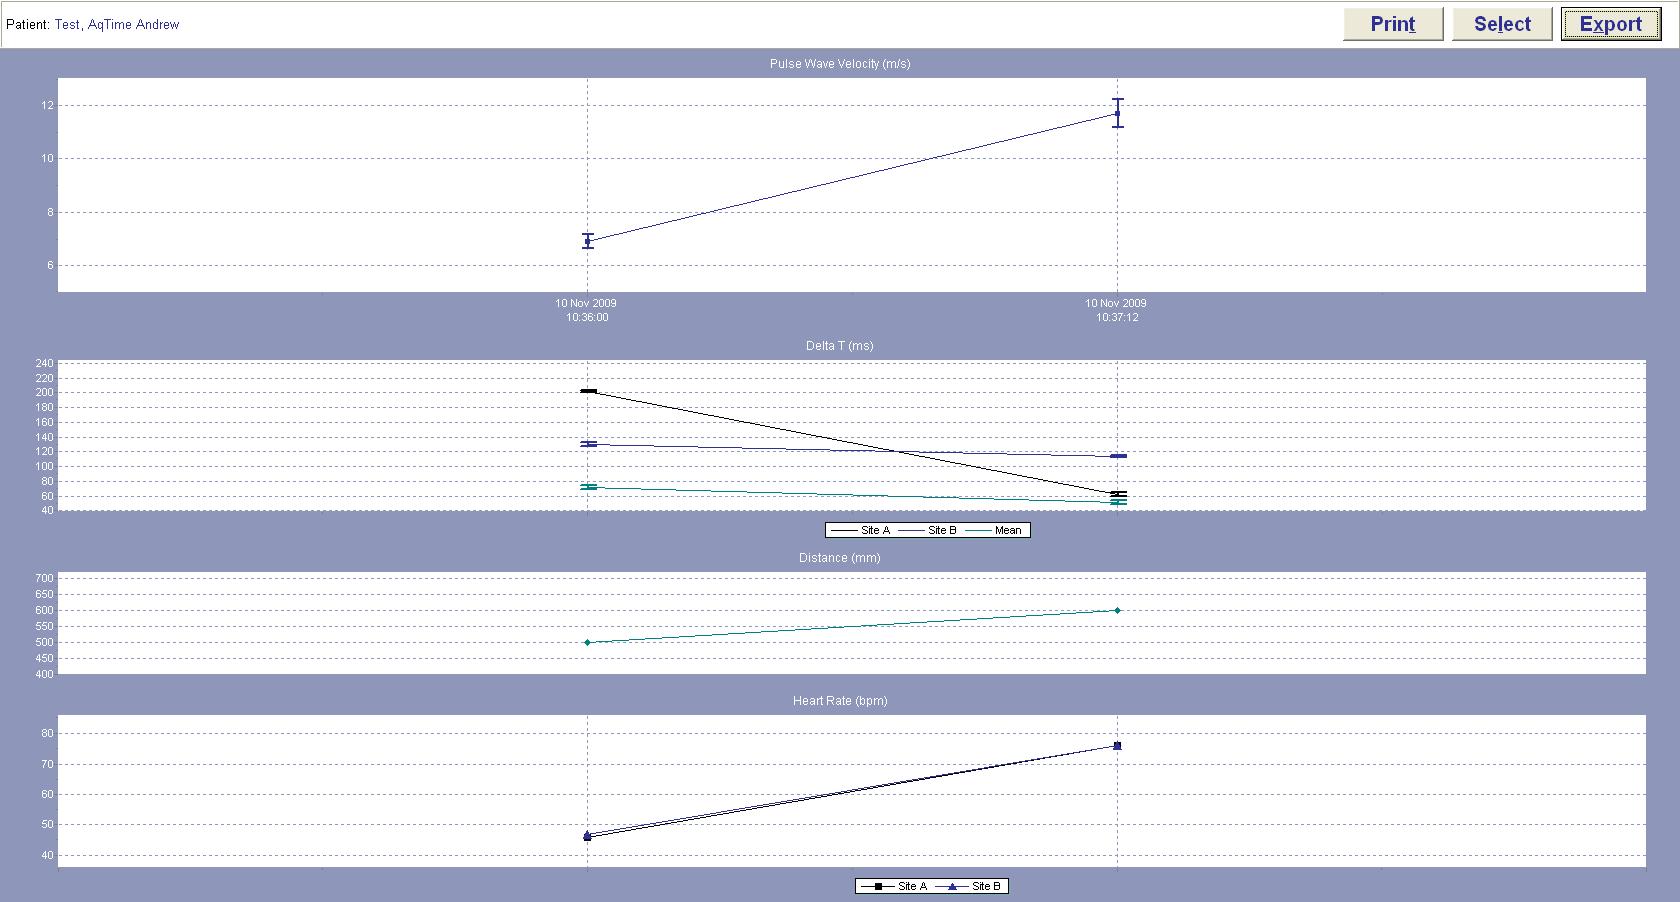 Patient: Test, AqTime Andrew
Print
Select
Export
Pulse Wave Velocity (m/s)
12
10
8
6
10 Nov 2009
10:36:00
10 Nov 2009
10:37:12
Delta T (ms)
240
220
200
180
160
140
120
100
80
60
40
Site A Site B Mean
Distance (mm)
700
650
600
550
500
450
400
Heart Rate (bpm)
80
70
60
50
40
Site A Site B